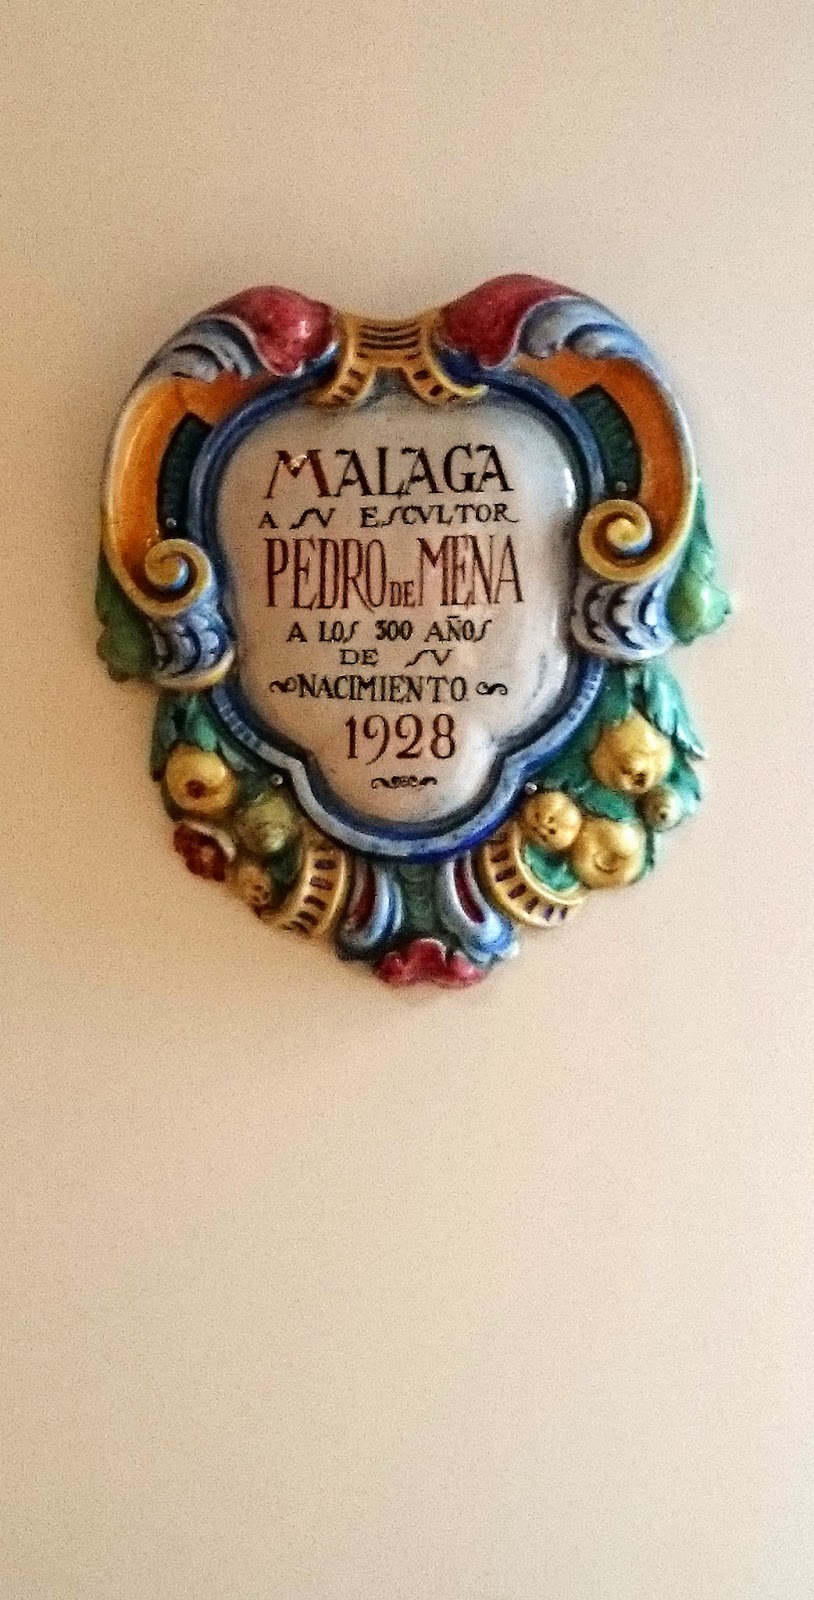 MALAGA
A SV ESCVLTOR
PEDRO DE MENA
A LOS 300 AÑOS
DE SV
NACIMIENTO
1928